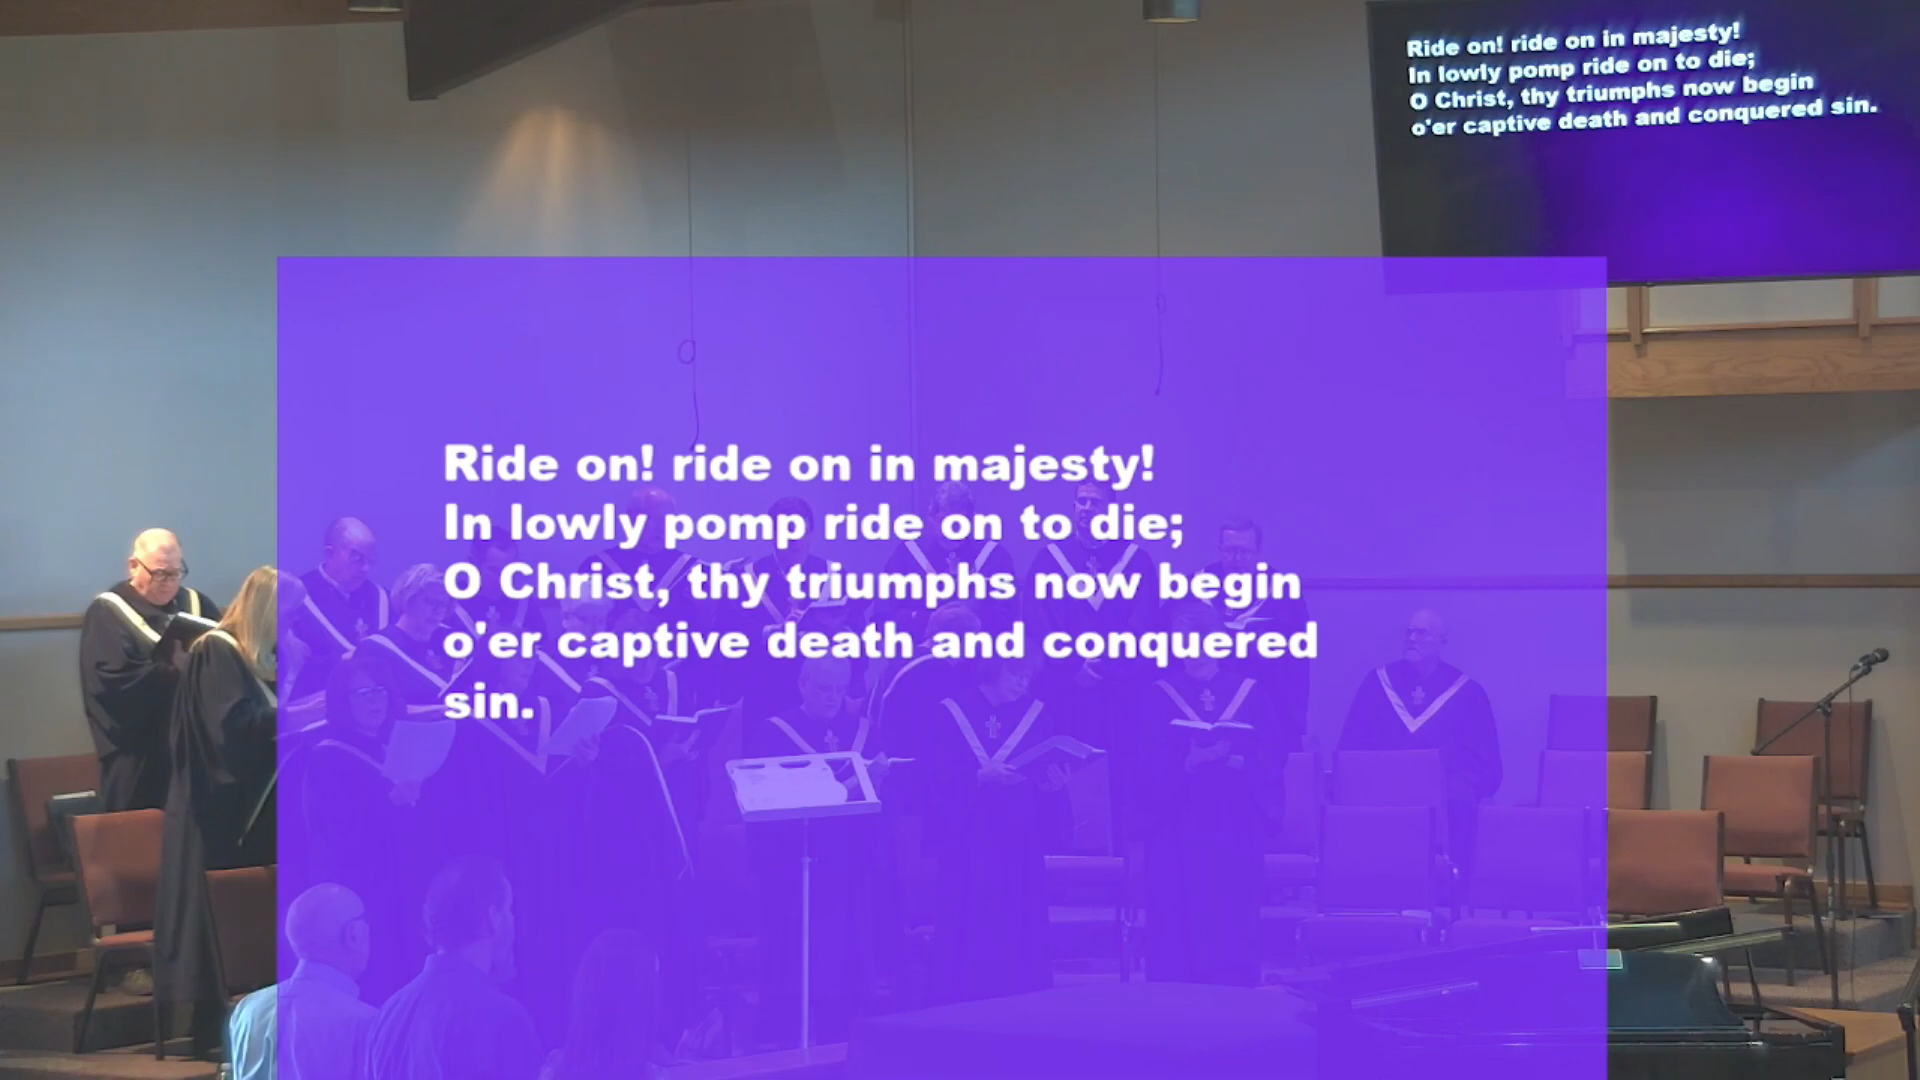 Ride on! ride on in majesty!
In lowly pomp ride on to die;
O Christ, thy triumphs now begin
o'er captive death and conquered sin.
Ride on! ride on in majesty!
In lowly pomp ride on to die;
O Christ, thy triumphs now begin
o'er captive death and conquered
sin.